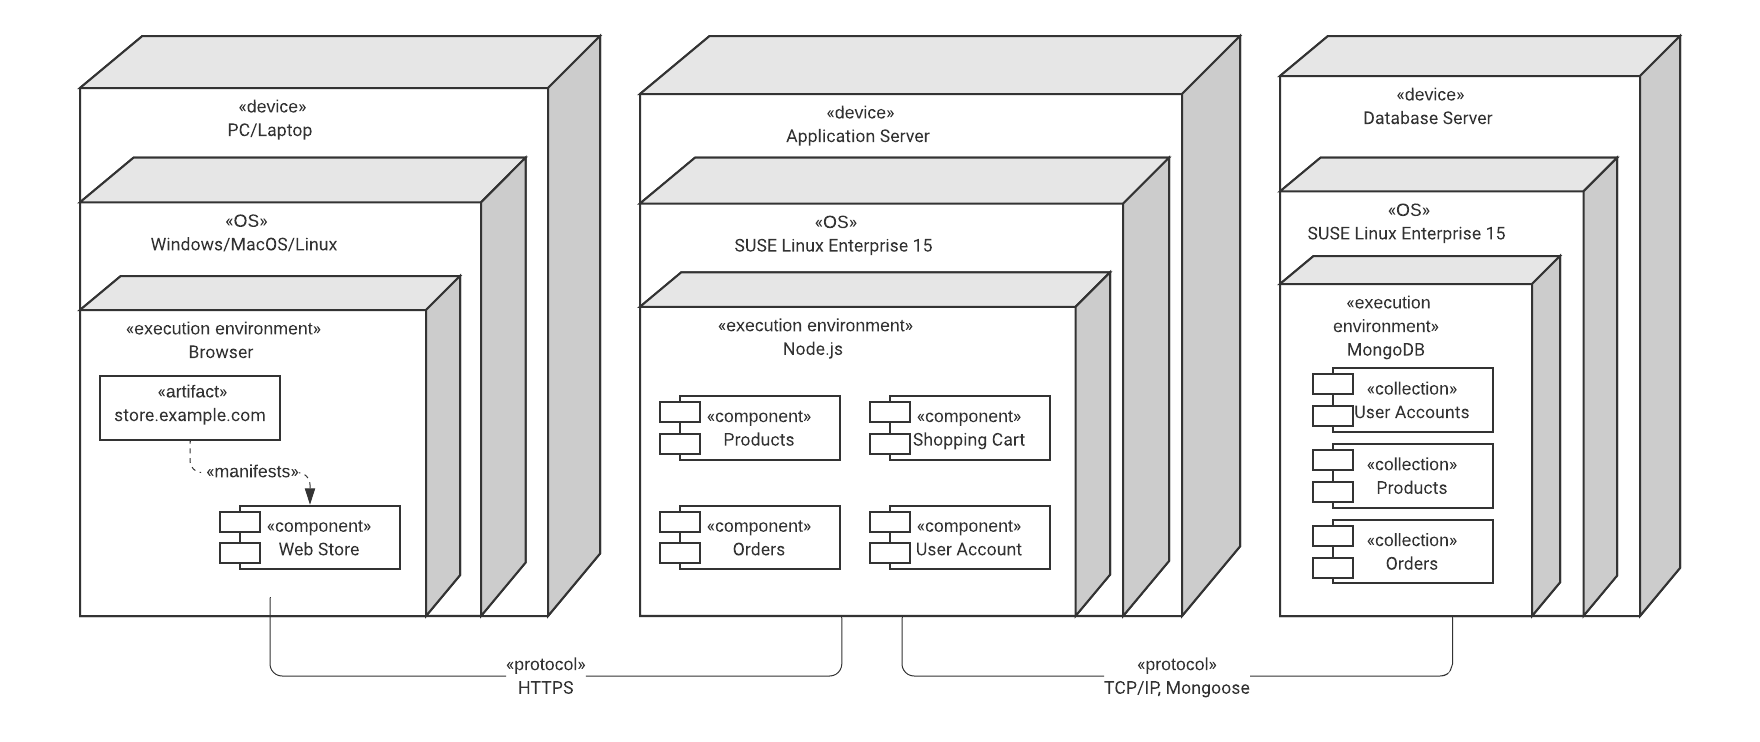 «device»
PC/Laptop
«OS»
Windows/MacOS/Linux
«execution environment»
Browser
«artifact»
store.example.com
«manifests»
«component»
Web Store
«device»
Application Server
«OS»
SUSE Linux Enterprise 15
«execution environment»
Node.js
«component»
Products
«component»
Shopping Cart
«component»
Orders
«component»
User Account
«device»
Database Server
«OS»
SUSE Linux Enterprise 15
«execution
environment»
MongoDB
«collection»
User Accounts
«collection»
Products
«collection»
Orders
«protocol»
HTTPS
«protocol»
TCP/IP, Mongoose